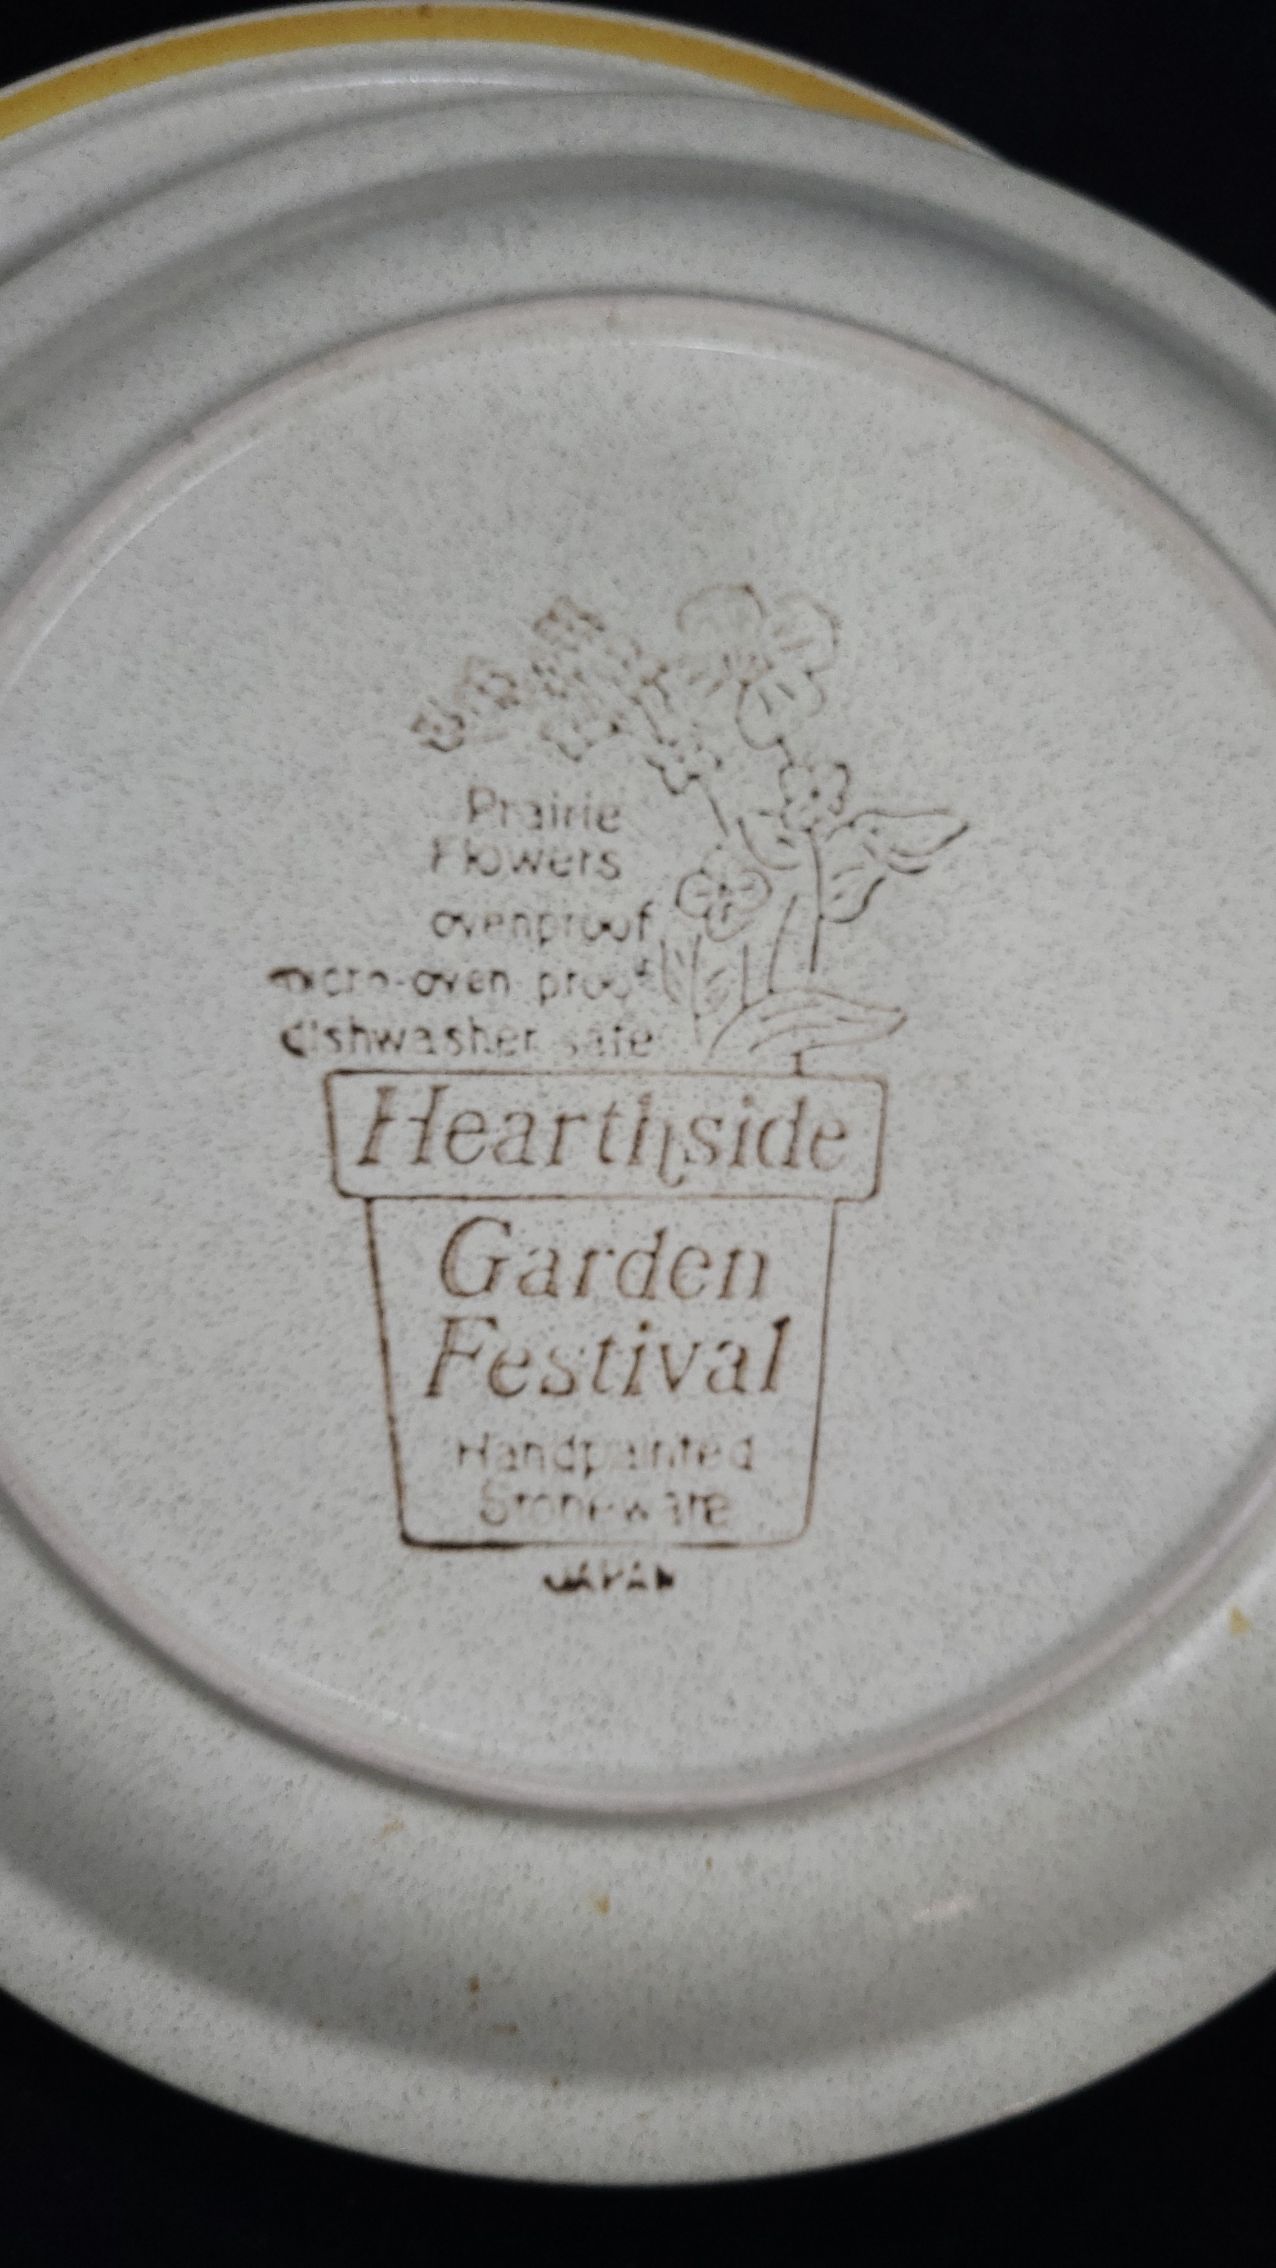 Prairie
Flowers
ovenproof
micro-oven proof
dishwasher safe
Hearthside
Garden
Festival
Handpainted
Stoneware
JAPAN